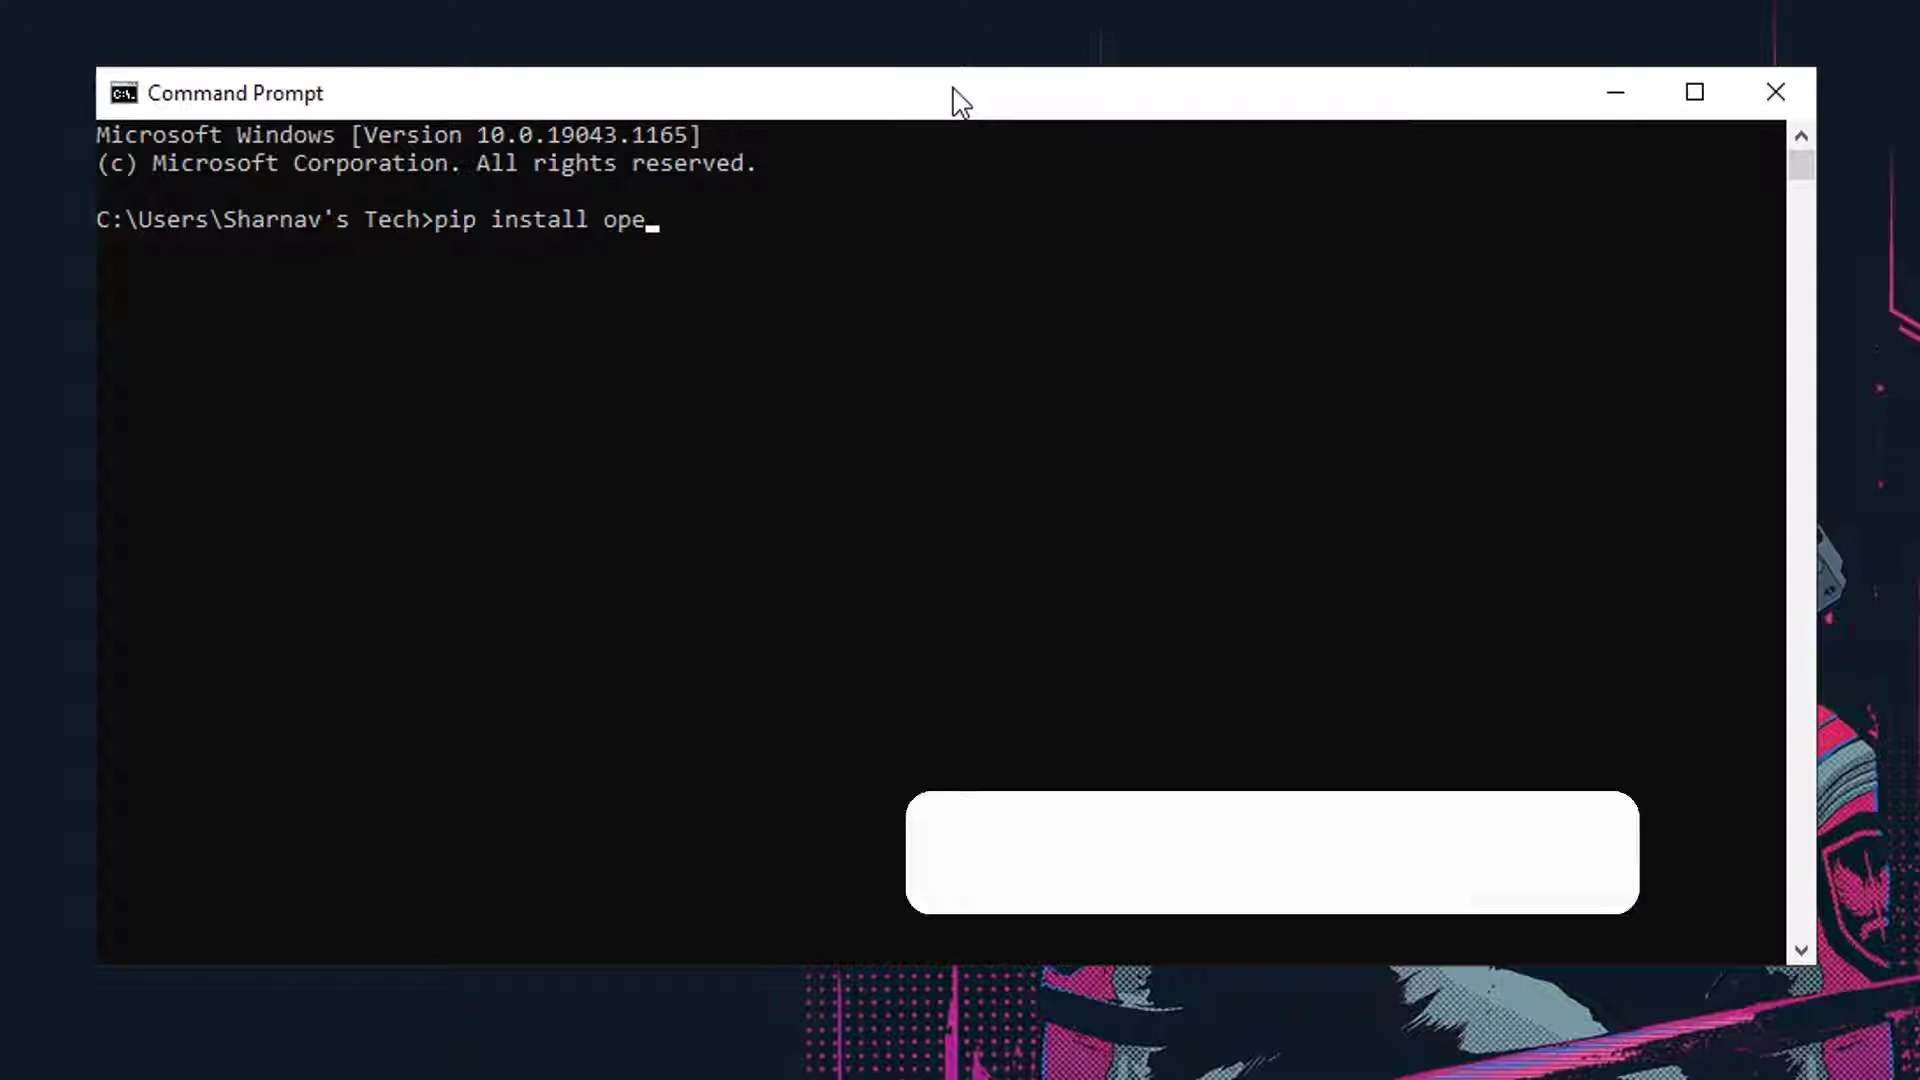 Command Prompt
Microsoft Windows [Version 10.0.19043.1165]
(c) Microsoft Corporation. All rights reserved.
C:\Users\Sharnav's Tech>pip install ope